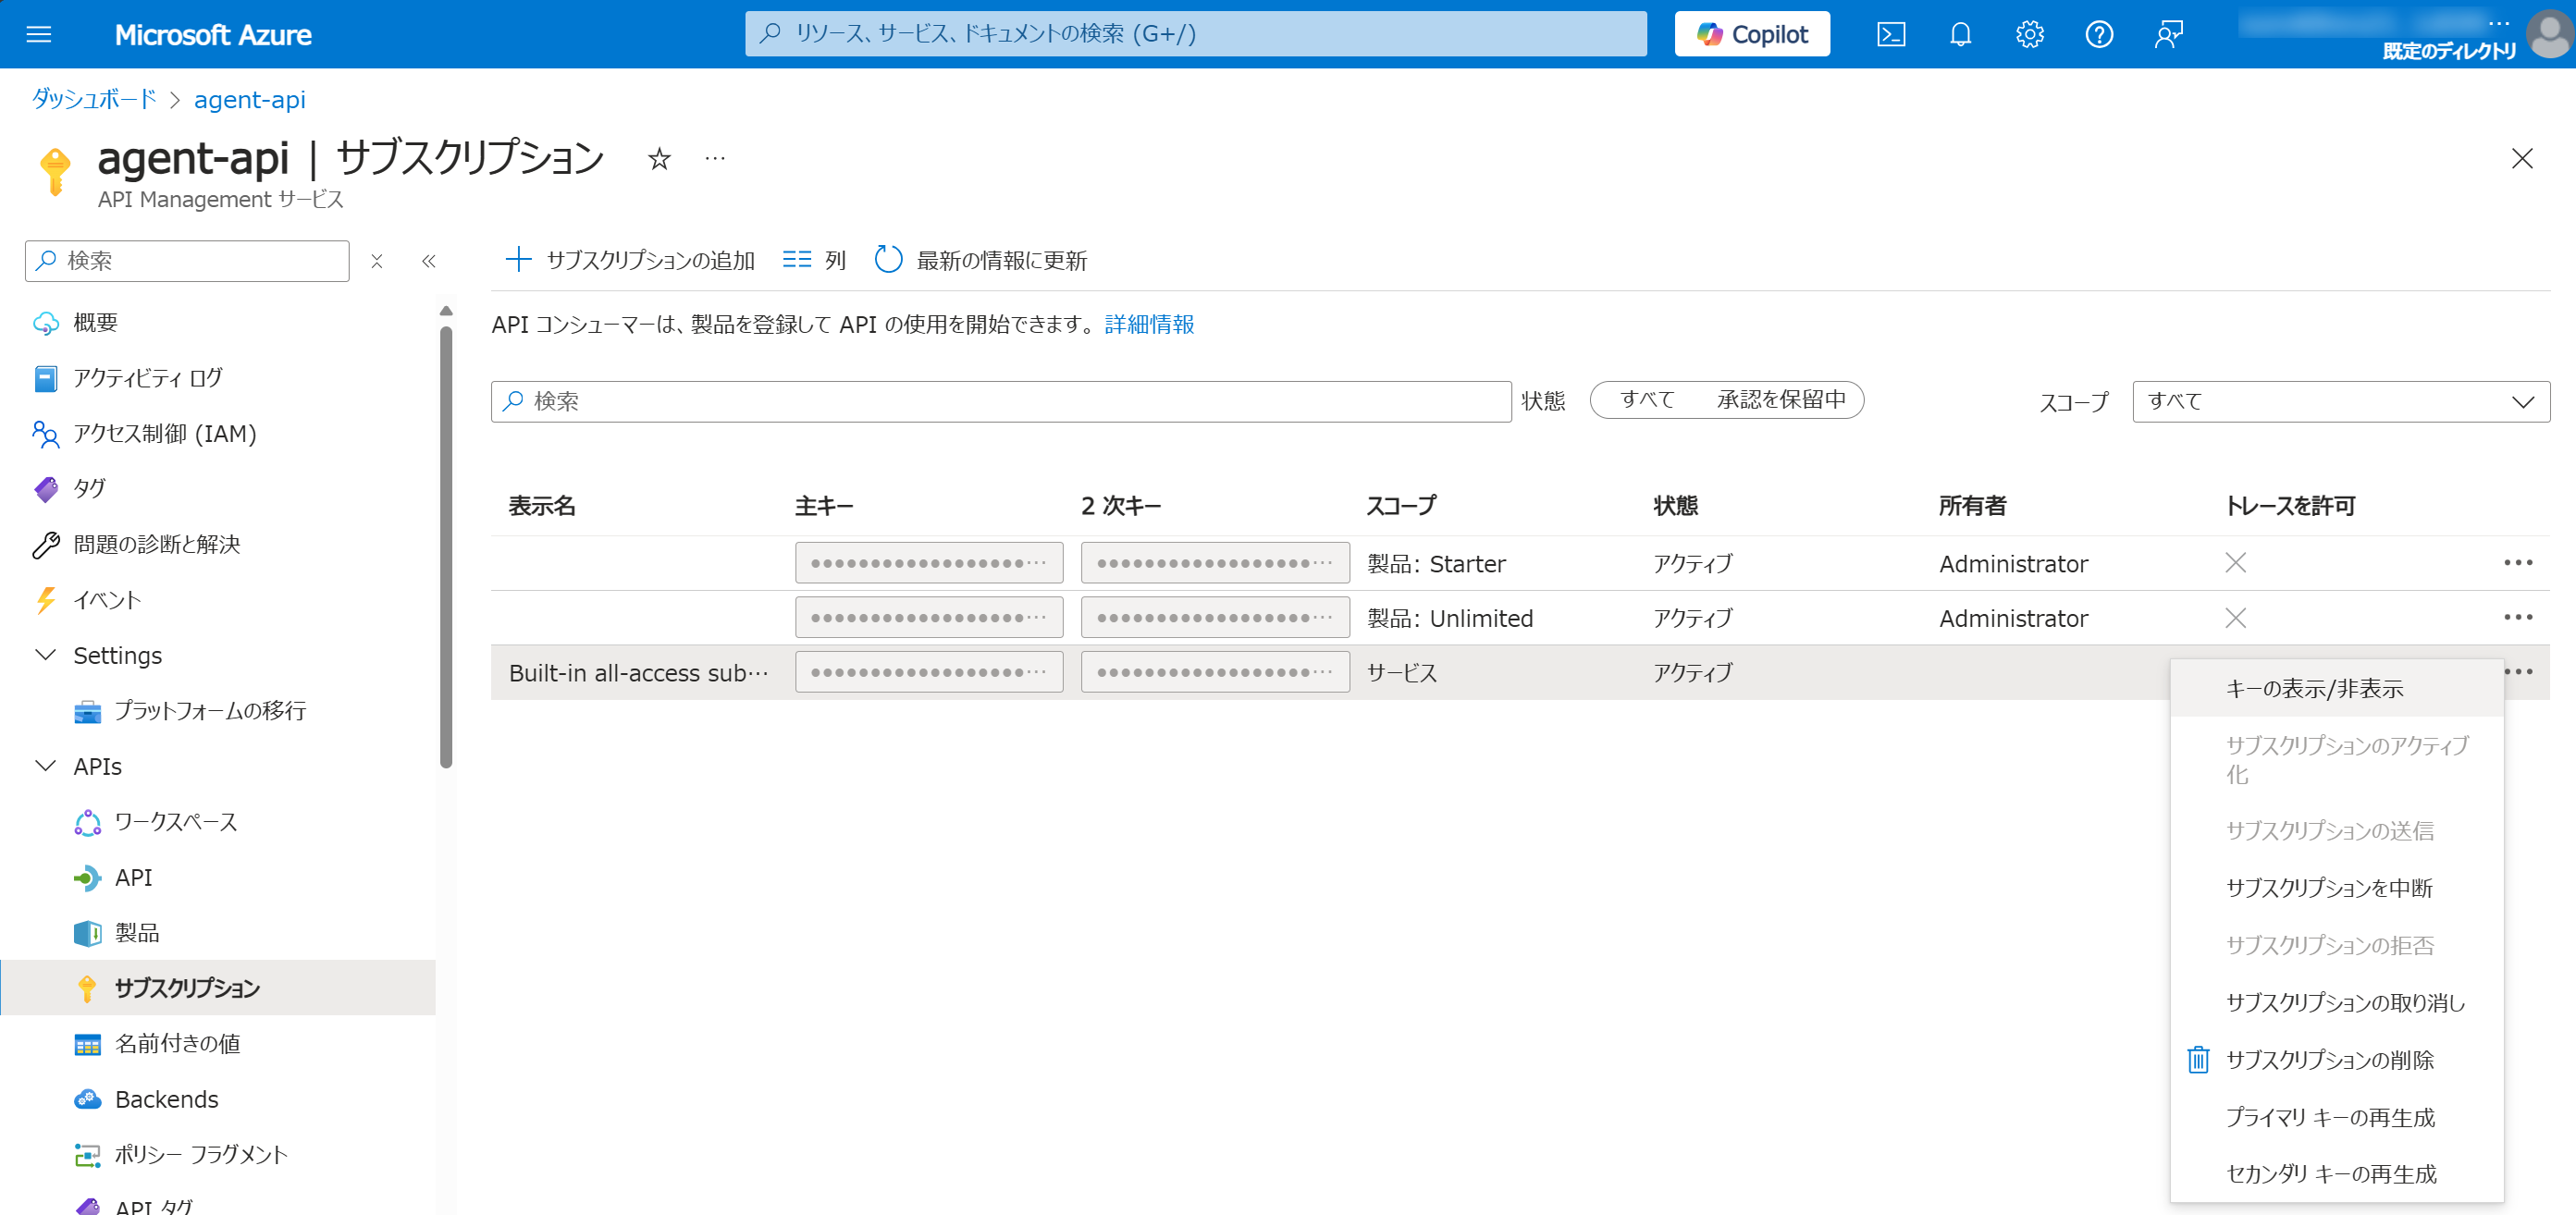 Microsoft Azure
リソース、サービス、ドキュメントの検索 (G+/)
Copilot
...
既定のディレクトリ
ダッシュボード > agent-api
agent-api | サブスクリプション
API Management サービス
検索
サブスクリプションの追加
列
最新の情報に更新
概要
アクティビティ ログ
アクセス制御 (IAM)
タグ
問題の診断と解決
イベント
Settings
プラットフォームの移行
APIs
ワークスペース
API
製品
サブスクリプション
名前付きの値
Backends
ポリシー フラグメント
API タグ
API コンシューマーは、製品を登録して API の使用を開始できます。 詳細情報
検索
状態
すべて
承認を保留中
スコープ
すべて
表示名 主キー 2 次キー スコープ 状態 所有者 トレースを許可
製品: Starter アクティブ Administrator
製品: Unlimited アクティブ Administrator
Built-in all-access sub… サービス アクティブ
キーの表示/非表示
サブスクリプションのアクティブ
化
サブスクリプションの送信
サブスクリプションを中断
サブスクリプションの拒否
サブスクリプションの取り消し
サブスクリプションの削除
プライマリ キーの再生成
セカンダリ キーの再生成